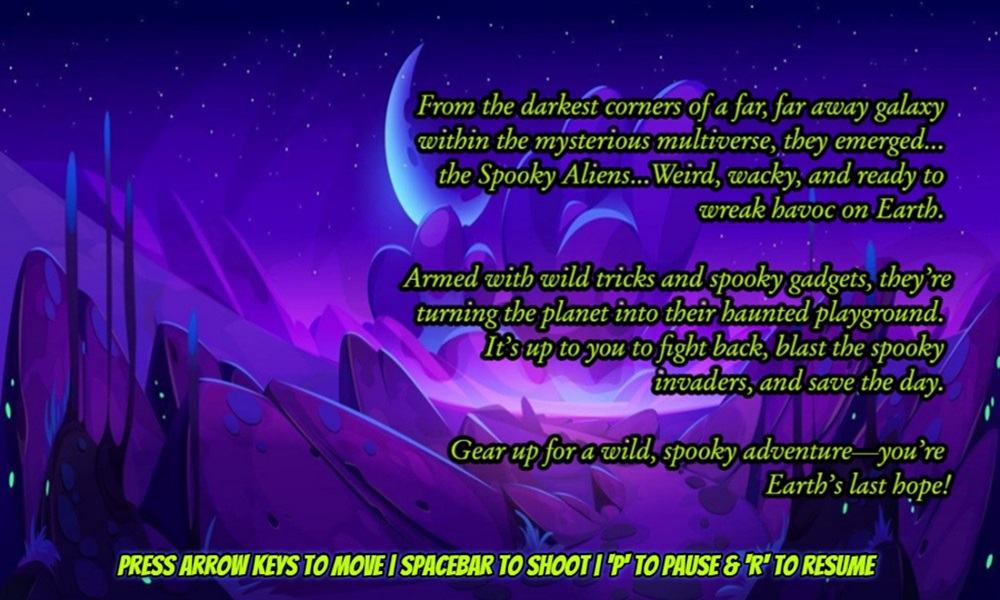 From the darkest corners of a far, far away galaxy
within the mysterious multiverse, they emerged...
the Spooky Aliens...Weird, wacky, and ready to
wreak havoc on Earth.
Armed with wild tricks and spooky gadgets, they're
turning the planet into their haunted playground.
It's up to you to fight back, blast the spooky
invaders, and save the day.
Gear up for a wild, spooky adventure—you're
Earth's last hope!
PRESS ARROW KEYS TO MOVE | SPACEBAR TO SHOOT | 'P' TO PAUSE & 'R' TO RESUME